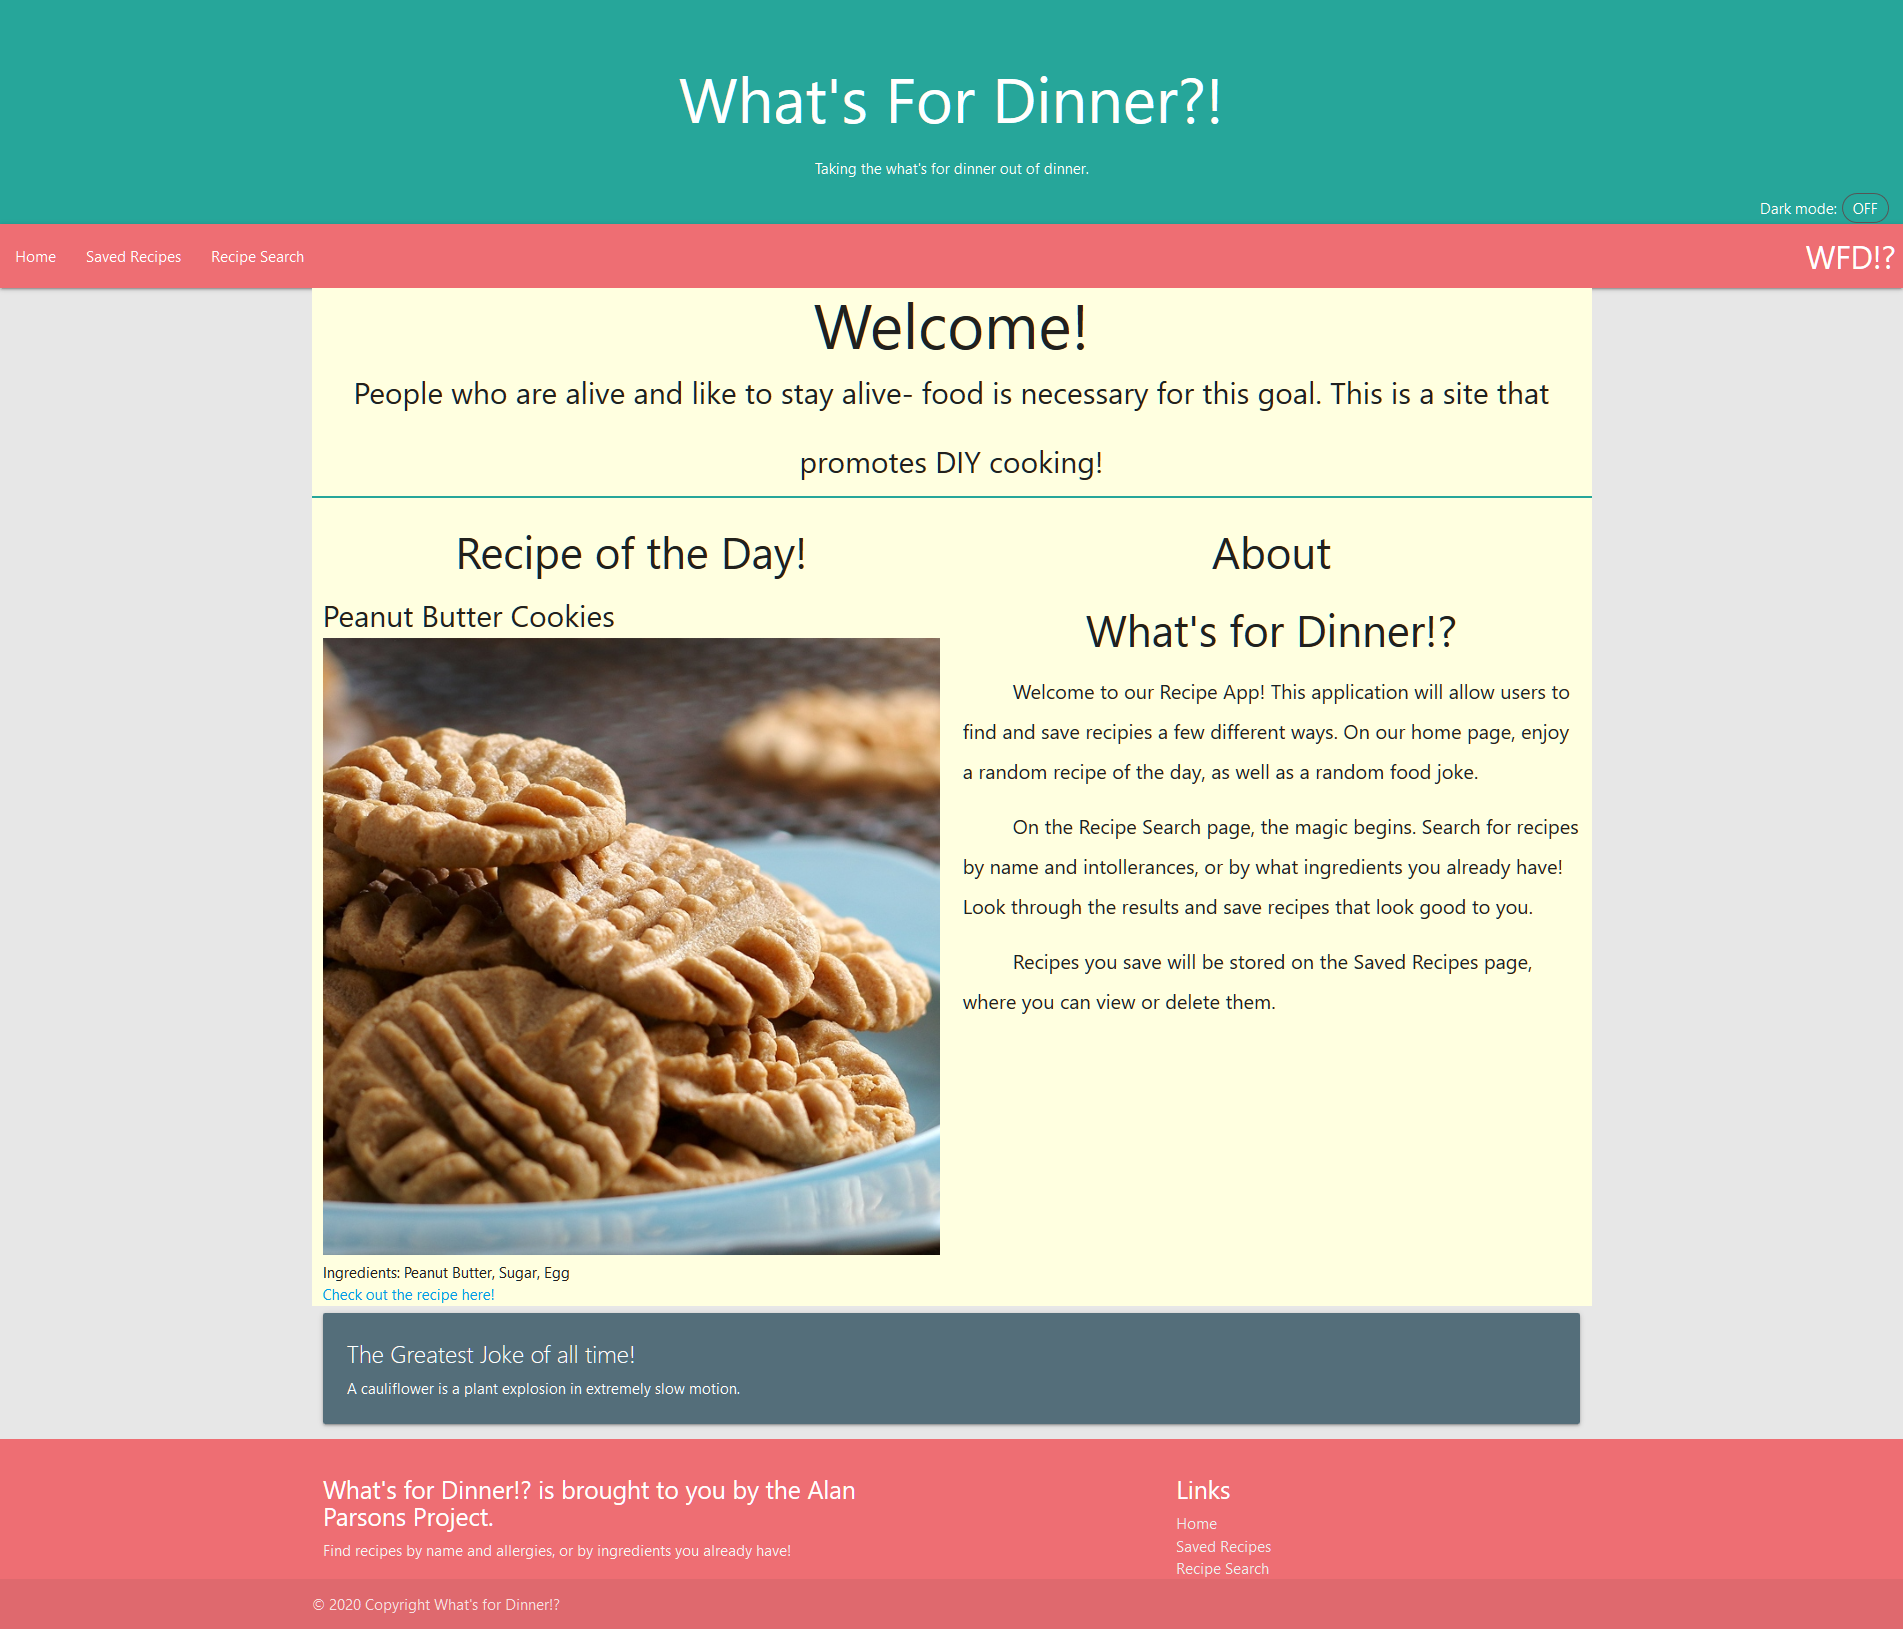 What's For Dinner?!
Taking the what's for dinner out of dinner.
Dark mode: OFF
Home Saved Recipes Recipe Search WFD!?
Welcome!
People who are alive and like to stay alive- food is necessary for this goal. This is a site that
promotes DIY cooking!
Recipe of the Day!
Peanut Butter Cookies
Ingredients: Peanut Butter, Sugar, Egg
Check out the recipe here!
About
What's for Dinner!?
Welcome to our Recipe App! This application will allow users to
find and save recipies a few different ways. On our home page, enjoy
a random recipe of the day, as well as a random food joke.
On the Recipe Search page, the magic begins. Search for recipes
by name and intollerances, or by what ingredients you already have!
Look through the results and save recipes that look good to you.
Recipes you save will be stored on the Saved Recipes page,
where you can view or delete them.
The Greatest Joke of all time!
A cauliflower is a plant explosion in extremely slow motion.
What's for Dinner!? is brought to you by the Alan
Parsons Project.
Find recipes by name and allergies, or by ingredients you already have!
Links
Home
Saved Recipes
Recipe Search
© 2020 Copyright What's for Dinner!?